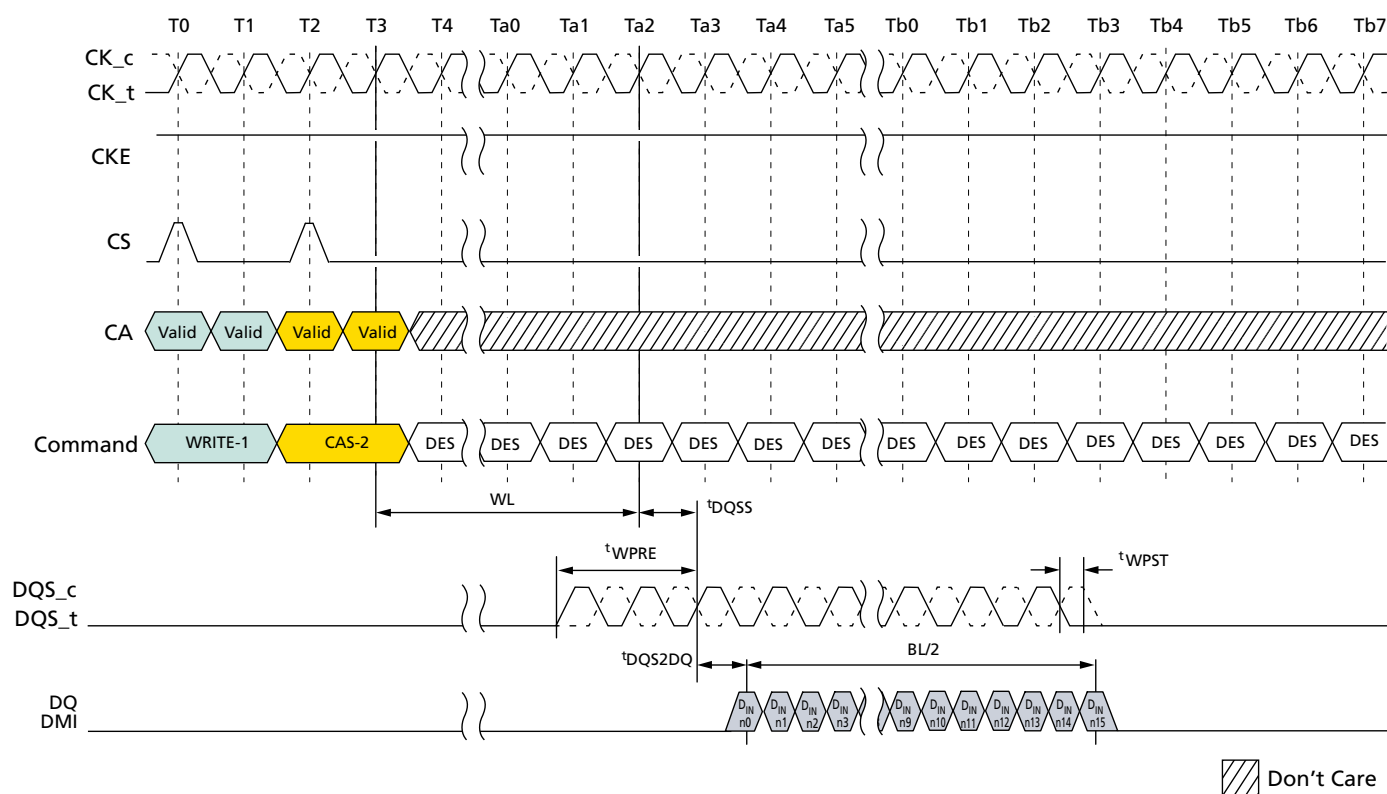 T0 T1 T2 T3 T4 Ta0 Ta1 Ta2 Ta3 Ta4 Ta5 Tb0 Tb1 Tb2 Tb3 Tb4 Tb5 Tb6 Tb7
CK_c
CK_t
CKE
CS
CA Valid Valid Valid Valid
Command WRITE-1 CAS-2 DES DES DES DES DES DES DES DES DES DES DES DES DES DES DES
WL tDQSS
tWPRE tWPST
DQS_c
DQS_t
tDQS2DQ BL/2
DQ
DMI
DIN n0 DIN n1 DIN n2 DIN n3 DIN n9 DIN n10 DIN n11 DIN n12 DIN n13 DIN n14 DIN n15
Don't Care